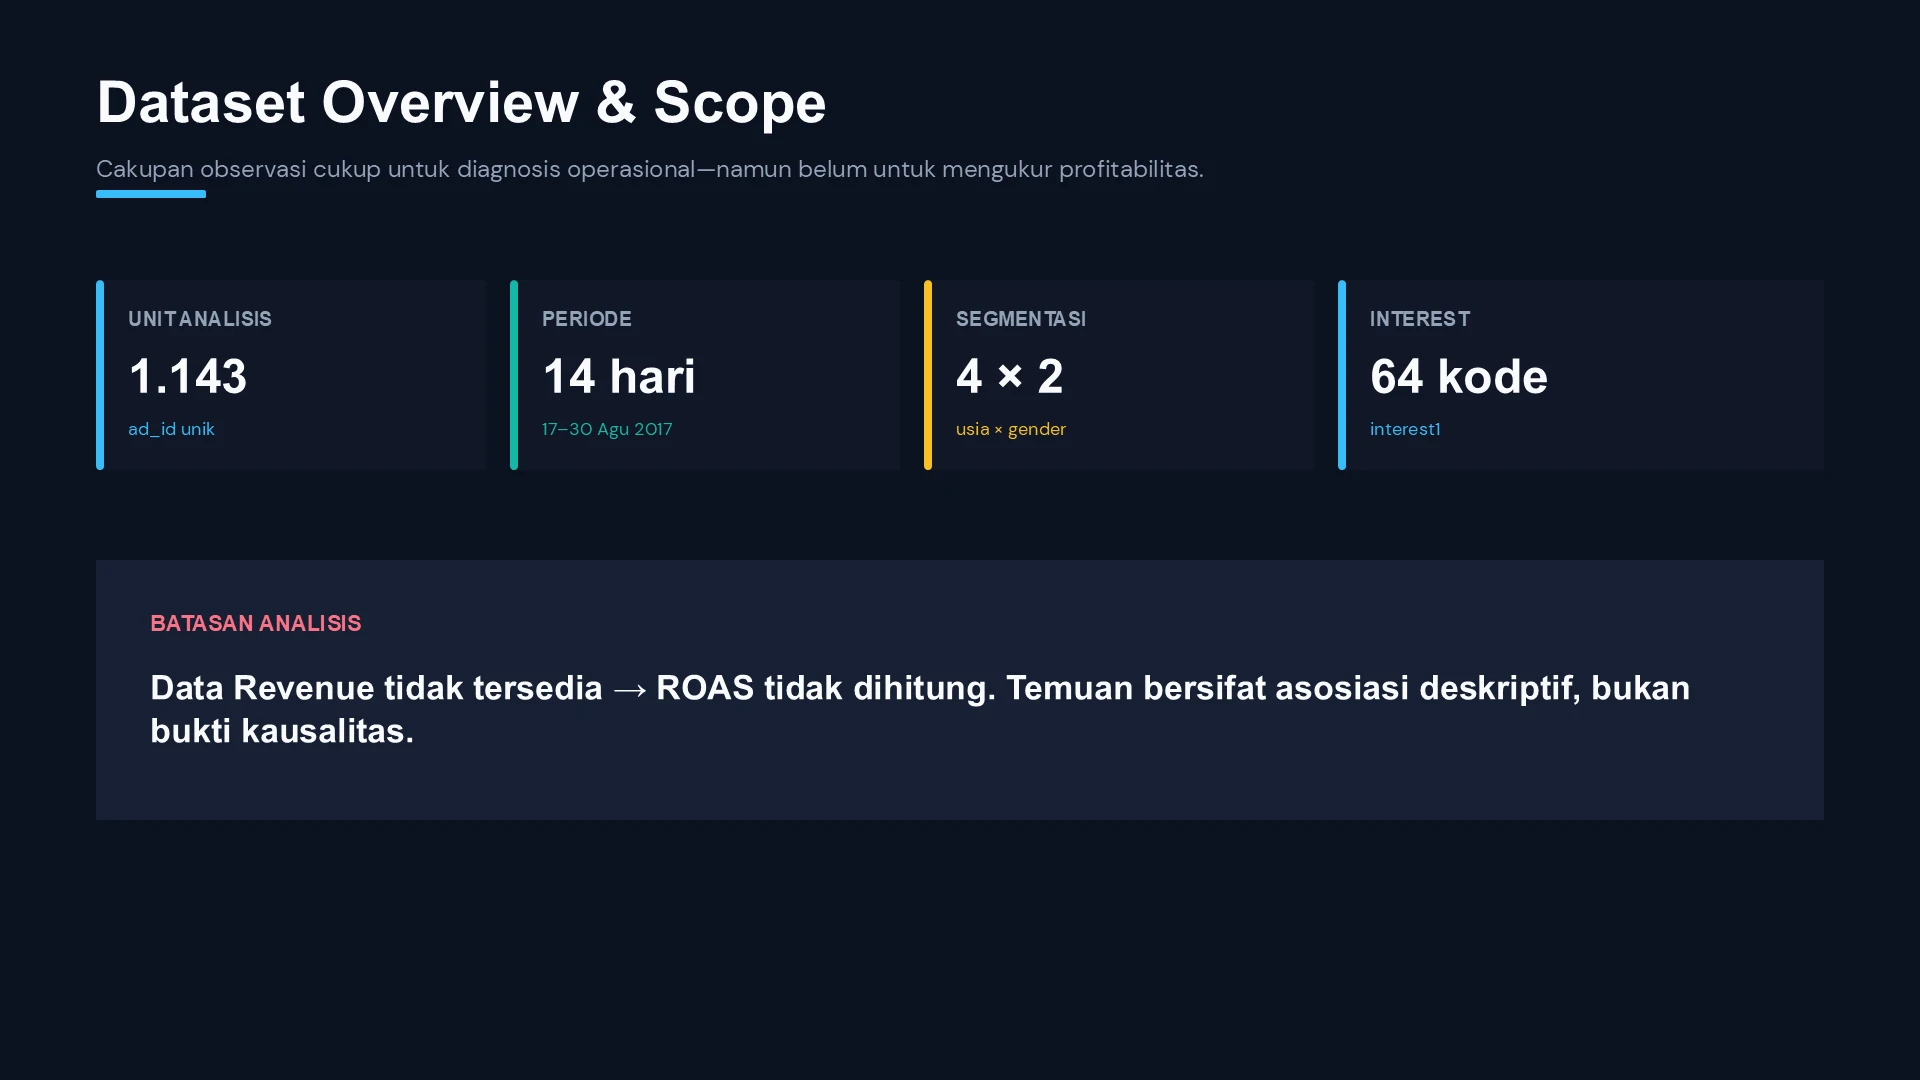 Dataset Overview & Scope
Cakupan observasi cukup untuk diagnosis operasional—namun belum untuk mengukur profitabilitas.
UNIT ANALISIS
1.143
ad_id unik
PERIODE
14 hari
17–30 Agu 2017
SEGMENTASI
4 × 2
usia × gender
INTEREST
64 kode
interest1
BATASAN ANALISIS
Data Revenue tidak tersedia → ROAS tidak dihitung. Temuan bersifat asosiasi deskriptif, bukan
bukti kausalitas.